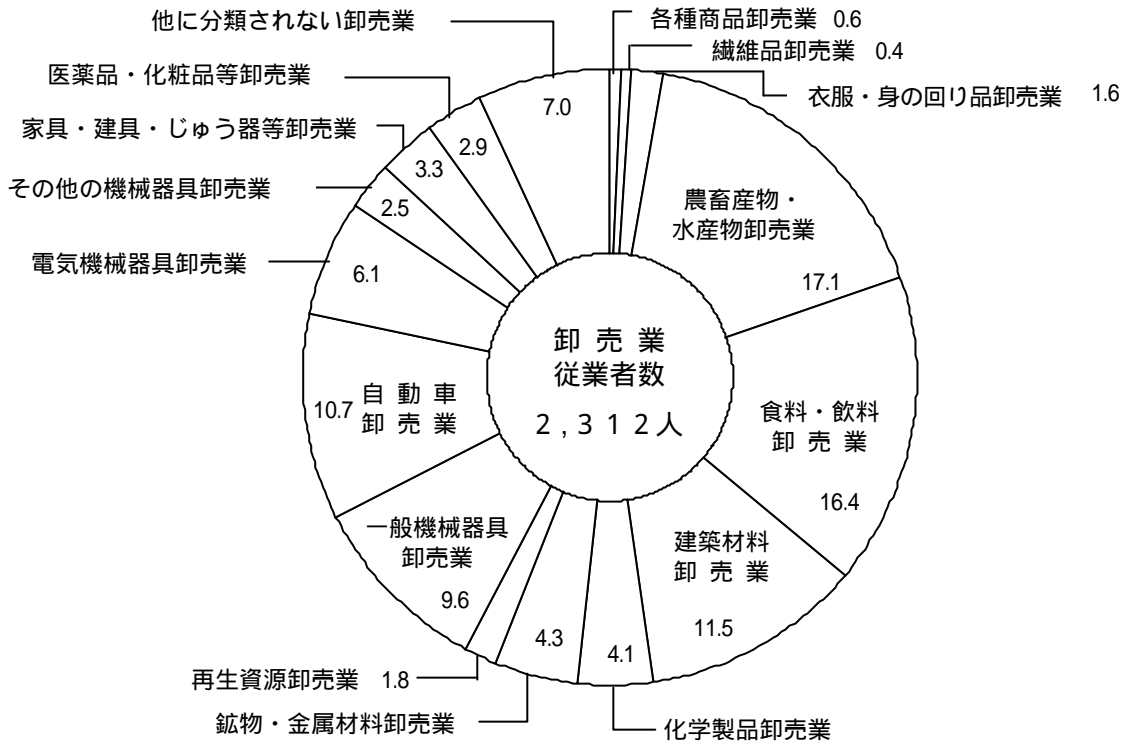 他に分類されない卸売業
各種商品卸売業 0.6
繊維品卸売業 0.4
衣服・身の回り品卸売業 1.6
医薬品・化粧品等卸売業
家具・建具・じゅう器等卸売業
その他の機械器具卸売業
電気機械器具卸売業
7.0
2.9
3.3
2.5
6.1
農畜産物・
水産物卸売業
17.1
卸売業
従業者数
2,312人
食料・飲料
卸売業
16.4
自動車
卸売業
10.7
一般機械器具
卸売業
9.6
建築材料
卸売業
11.5
4.3
4.1
再生資源卸売業 1.8
鉱物・金属材料卸売業
化学製品卸売業